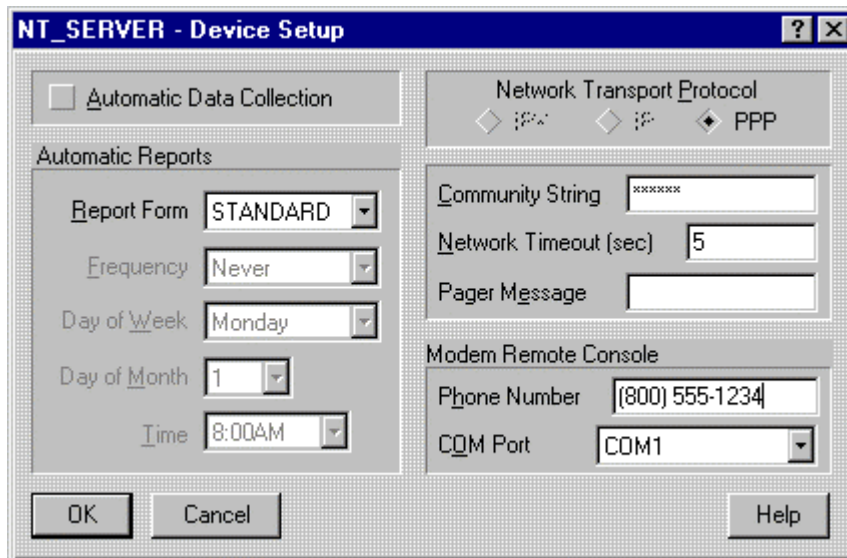 NT_SERVER - Device Setup
Automatic Data Collection
Network Transport Protocol
IPX IP PPP
Automatic Reports
Report Form STANDARD
Frequency Never
Day of Week Monday
Day of Month 1
Time 8:00AM
Community String ******
Network Timeout (sec) 5
Pager Message
Modem Remote Console
Phone Number (800) 555-1234
COM Port COM1
OK Cancel Help